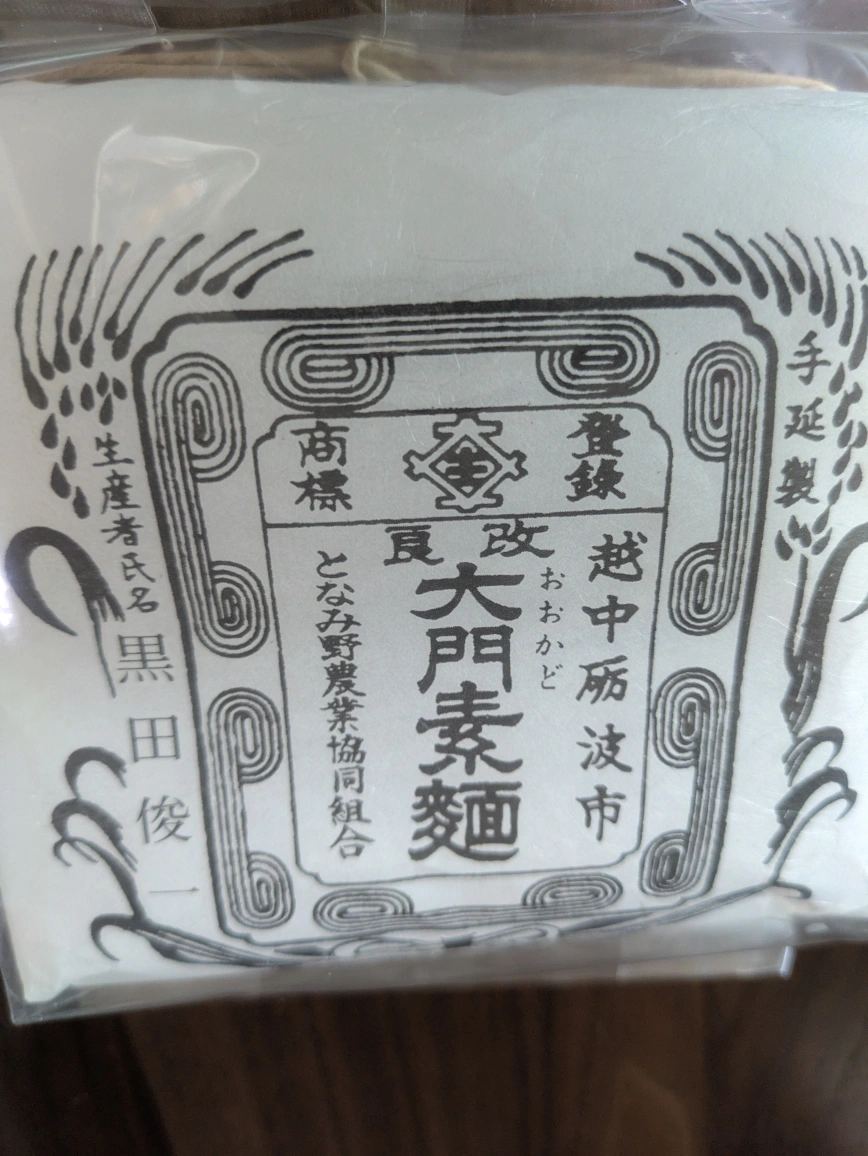 手延製
登録
商標
圭
改良
越中砺波市
おおかど
大門素麺
となみ野農業協同組合
生産者氏名
黒田俊一